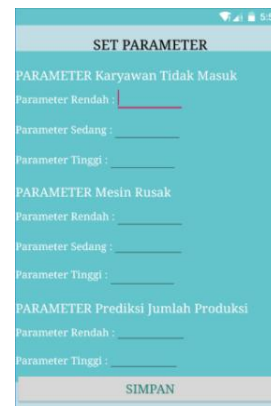 SET PARAMETER
PARAMETER Karyawan Tidak Masuk
Parameter Rendah :
Parameter Sedang :
Parameter Tinggi :
PARAMETER Mesin Rusak
Parameter Rendah :
Parameter Sedang :
Parameter Tinggi :
PARAMETER Prediksi Jumlah Produksi
Parameter Rendah :
Parameter Tinggi :
SIMPAN